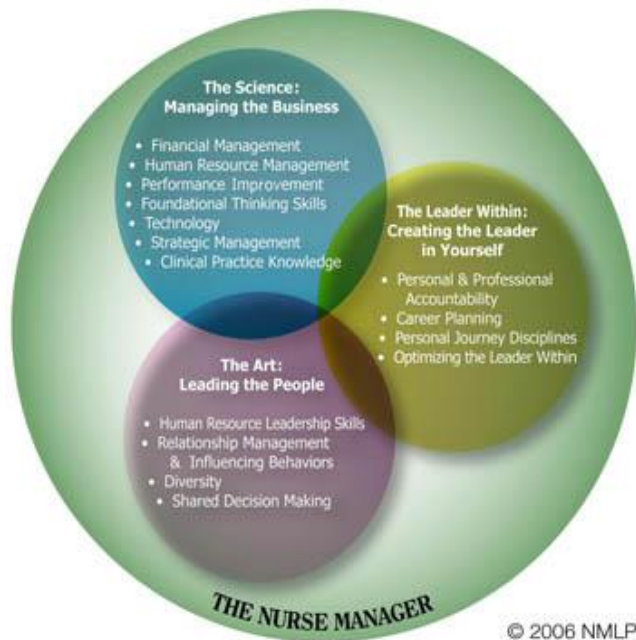 The Science:
Managing the Business
• Financial Management
• Human Resource Management
• Performance Improvement
• Foundational Thinking Skills
• Technology
• Strategic Management
• Clinical Practice Knowledge
The Leader Within:
Creating the Leader
in Yourself
• Personal & Professional
Accountability
• Career Planning
• Personal Journey Disciplines
• Optimizing the Leader Within
The Art:
Leading the People
• Human Resource Leadership Skills
• Relationship Management
& Influencing Behaviors
• Diversity
• Shared Decision Making
THE NURSE MANAGER
© 2006 NMLP